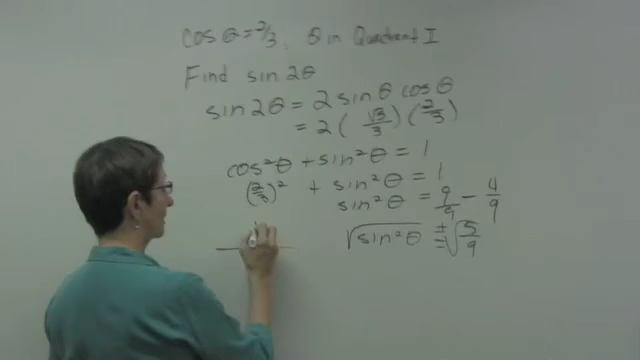 cos θ = 2/3, θ in Quadrant I
Find sin 2θ
sin 2θ = 2 sin θ cos θ
= 2 ( √5/3 ) ( 2/3 )
cos²θ + sin²θ = 1
(2/3)² + sin²θ = 1
sin²θ = 9/9 - 4/9
√sin²θ = ±√5/9